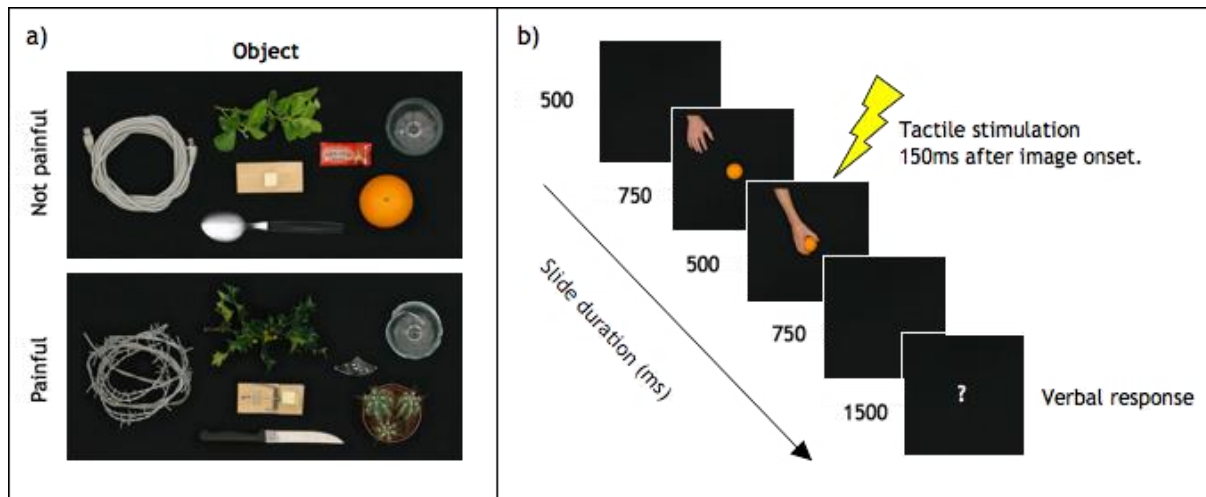 a)
Object
Not painful
Painful
b)
500
750
500
750
1500
Slide duration (ms)
Tactile stimulation
150ms after image onset.
?
Verbal response